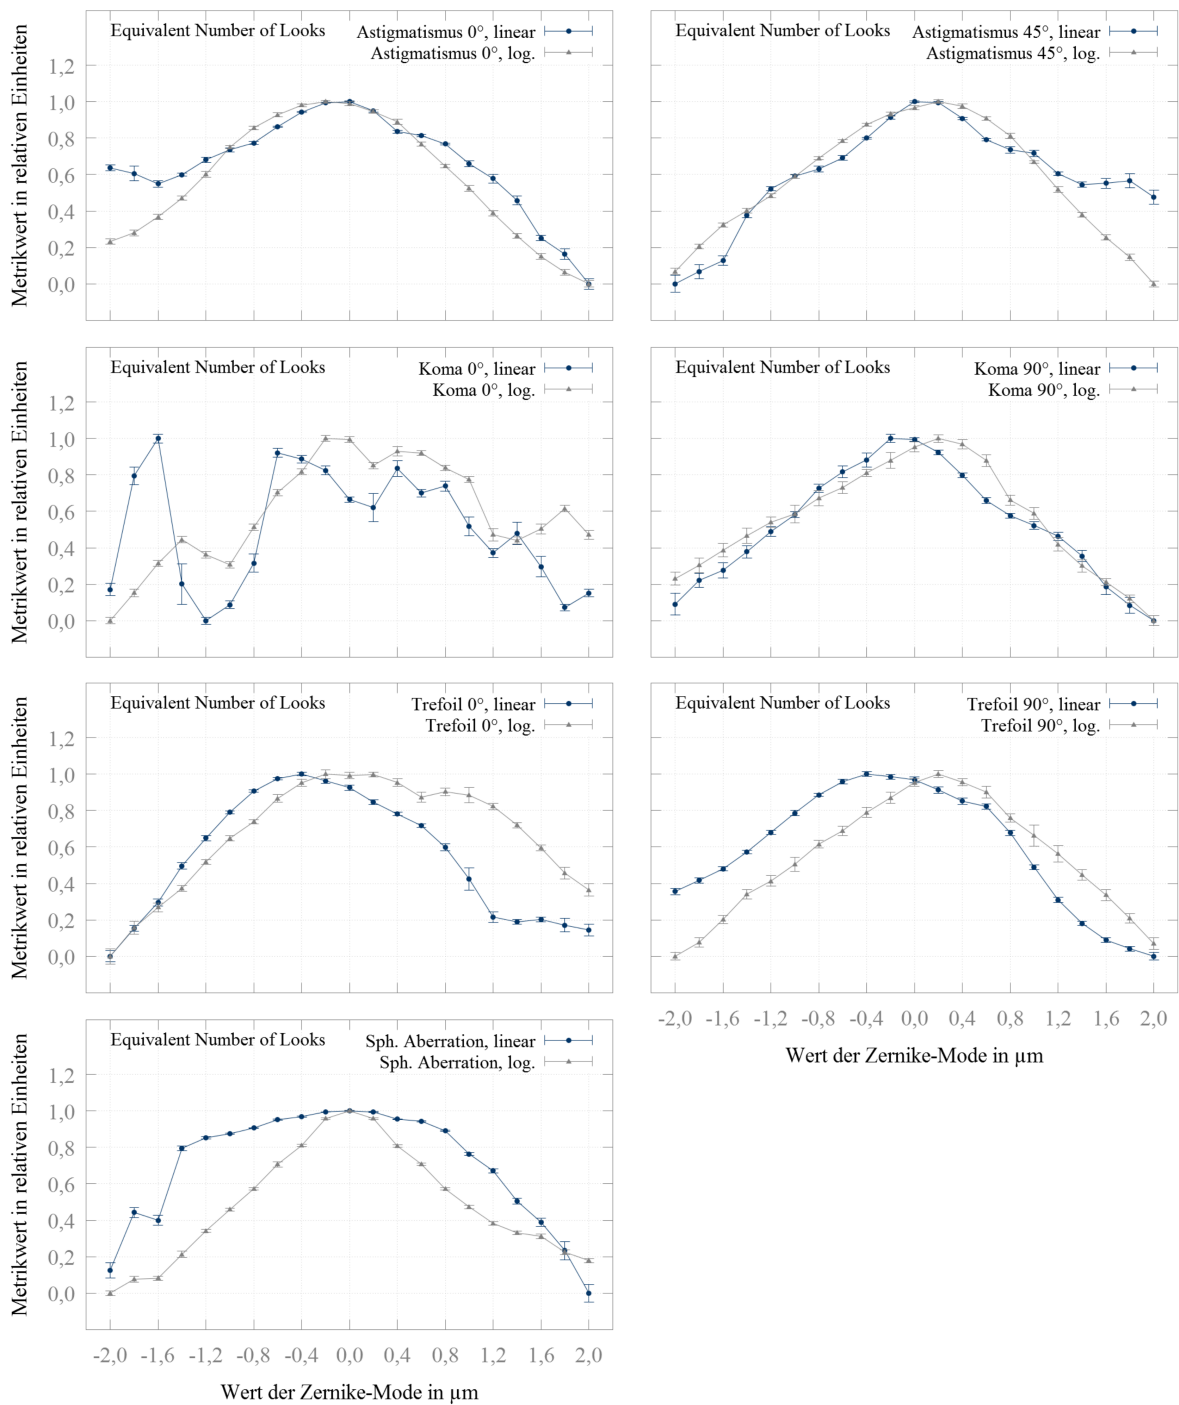 Metrikwert in relativen Einheiten
Equivalent Number of Looks
Astigmatismus 0°, linear
Astigmatismus 0°, log.
1,2
1,0
0,8
0,6
0,4
0,2
0,0
Equivalent Number of Looks
Astigmatismus 45°, linear
Astigmatismus 45°, log.
Metrikwert in relativen Einheiten
Equivalent Number of Looks
Koma 0°, linear
Koma 0°, log.
1,2
1,0
0,8
0,6
0,4
0,2
0,0
Equivalent Number of Looks
Koma 90°, linear
Koma 90°, log.
Metrikwert in relativen Einheiten
Equivalent Number of Looks
Trefoil 0°, linear
Trefoil 0°, log.
1,2
1,0
0,8
0,6
0,4
0,2
0,0
Equivalent Number of Looks
Trefoil 90°, linear
Trefoil 90°, log.
-2,0 -1,6 -1,2 -0,8 -0,4 0,0 0,4 0,8 1,2 1,6 2,0
Wert der Zernike-Mode in µm
Metrikwert in relativen Einheiten
Equivalent Number of Looks
Sph. Aberration, linear
Sph. Aberration, log.
1,2
1,0
0,8
0,6
0,4
0,2
0,0
-2,0 -1,6 -1,2 -0,8 -0,4 0,0 0,4 0,8 1,2 1,6 2,0
Wert der Zernike-Mode in µm